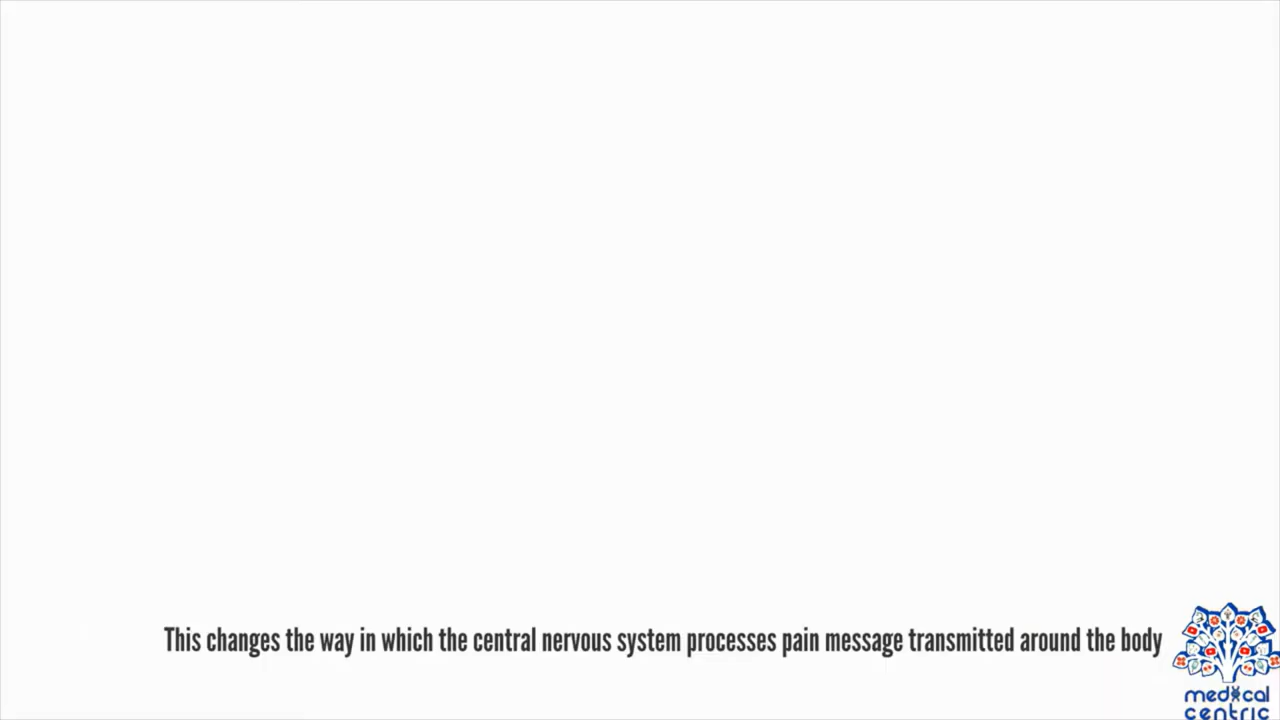 This changes the way in which the central nervous system processes pain message transmitted around the body
medical
centric